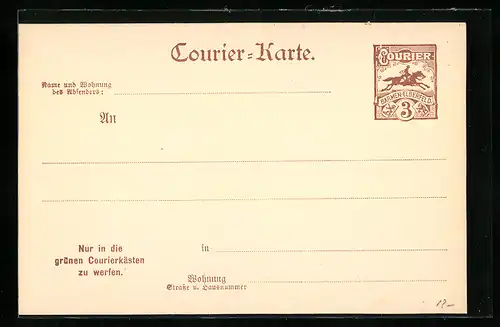 Courier-Karte.
COURIER
BARMEN-ELBERFELD
3
Name und Wohnung
des Absenders:
An
Nur in die
grünen Courierkästen
zu werfen.
in
Wohnung
Straße u. Hausnummer
12.-